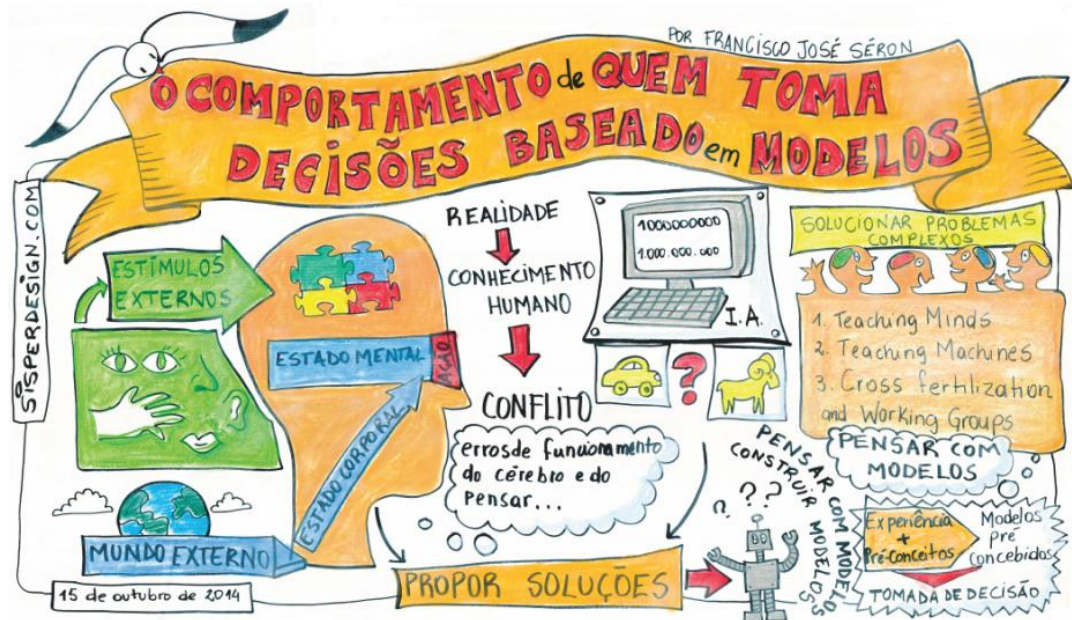 POR FRANCISCO JOSÉ SÉRON
O COMPORTAMENTO de QUEM TOMA
DECISÕES BASEADO em MODELOS
SÜSPERDESIGN.COM
ESTÍMULOS
EXTERNOS
ESTADO MENTAL
AÇÃO
ESTADO CORPORAL
MUNDO EXTERNO
15 de outubro de 2014
REALIDADE
CONHECIMENTO
HUMANO
CONFLITO
erros de funcionamento
do cérebro e do
pensar...
PROPOR SOLUÇÕES
1000000000
1.000.000.000
I.A.
?
? ? ?
PENSAR COM MODELOS
CONSTRUIR MODELOS
SOLUCIONAR PROBLEMAS
COMPLEXOS
1. Teaching Minds
2. Teaching Machines
3. Cross fertilization
and Working Groups
PENSAR COM
MODELOS
Experiência
+
Pré-conceitos
Modelos
pré
concebidos
TOMADA DE DECISÃO